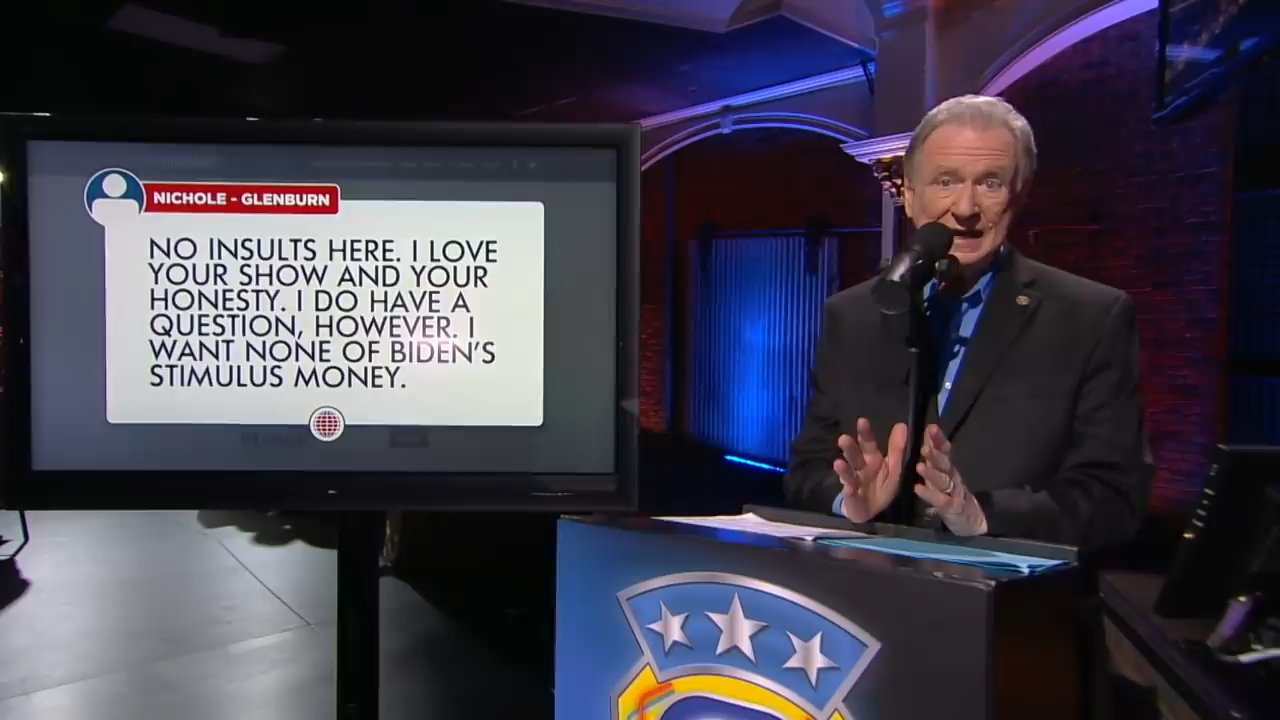 NICHOLE - GLENBURN
NO INSULTS HERE. I LOVE
YOUR SHOW AND YOUR
HONESTY. I DO HAVE A
QUESTION, HOWEVER. I
WANT NONE OF BIDEN'S
STIMULUS MONEY.